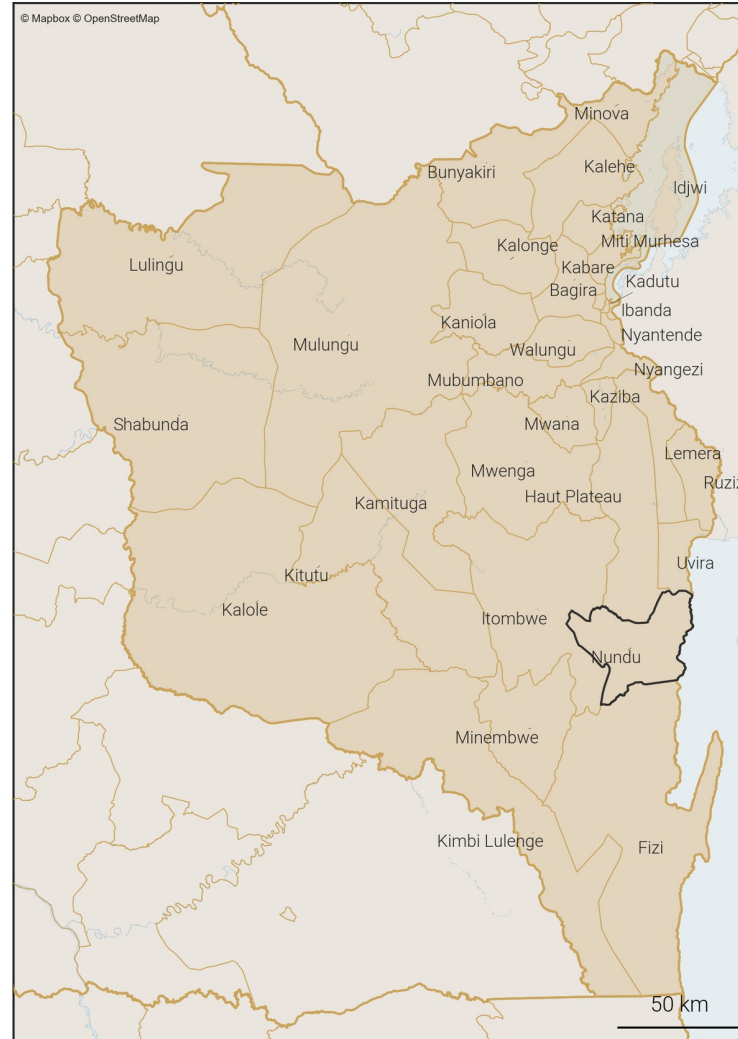 © Mapbox © OpenStreetMap
Minova
Bunyakiri
Kalehe
Idjwi
Katana
Miti Murhesa
Kalonge
Lulingu
Kabare
Kadutu
Bagira
Ibanda
Kaniola
Nyantende
Mulungu
Walungu
Nyangezi
Mubumbano
Kaziba
Shabunda
Mwana
Lemera
Mwenga
Ruziz
Kamituga
Haut Plateau
Uvira
Kitutu
Kalole
Itombwe
Nundu
Minembwe
Kimbi Lulenge
Fizi
50 km